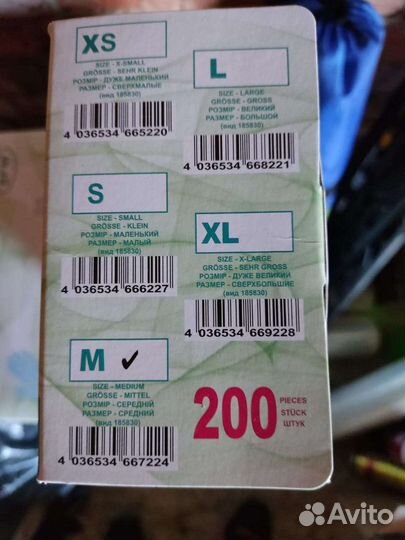 XS
SIZE - X-SMALL
GRÖSSE - SEHR KLEIN
РОЗМІР - ДУЖЕ МАЛЕНЬКИЙ
РАЗМЕР - СВЕРХМАЛЫЕ
(вид 185830)
4 036534 665220
L
SIZE - LARGE
GRÖSSE - GROSS
РОЗМІР - ВЕЛИКИЙ
РАЗМЕР - БОЛЬШОЙ
(вид 185830)
4 036534 668221
S
SIZE - SMALL
GRÖSSE - KLEIN
РОЗМІР - МАЛЕНЬКИЙ
РАЗМЕР - МАЛЫЙ
(вид 185830)
4 036534 666227
XL
SIZE - X-LARGE
GRÖSSE - SEHR GROSS
РОЗМІР - ДУЖЕ ВЕЛИКИЙ
РАЗМЕР - СВЕРХБОЛЬШИЕ
(вид 185830)
4 036534 669228
M ✓
SIZE - MEDIUM
GRÖSSE - MITTEL
РОЗМІР - СЕРЕДНІЙ
РАЗМЕР - СРЕДНИЙ
(вид 185830)
4 036534 667224
200
PIECES
STÜCK
ШТУК
Avito